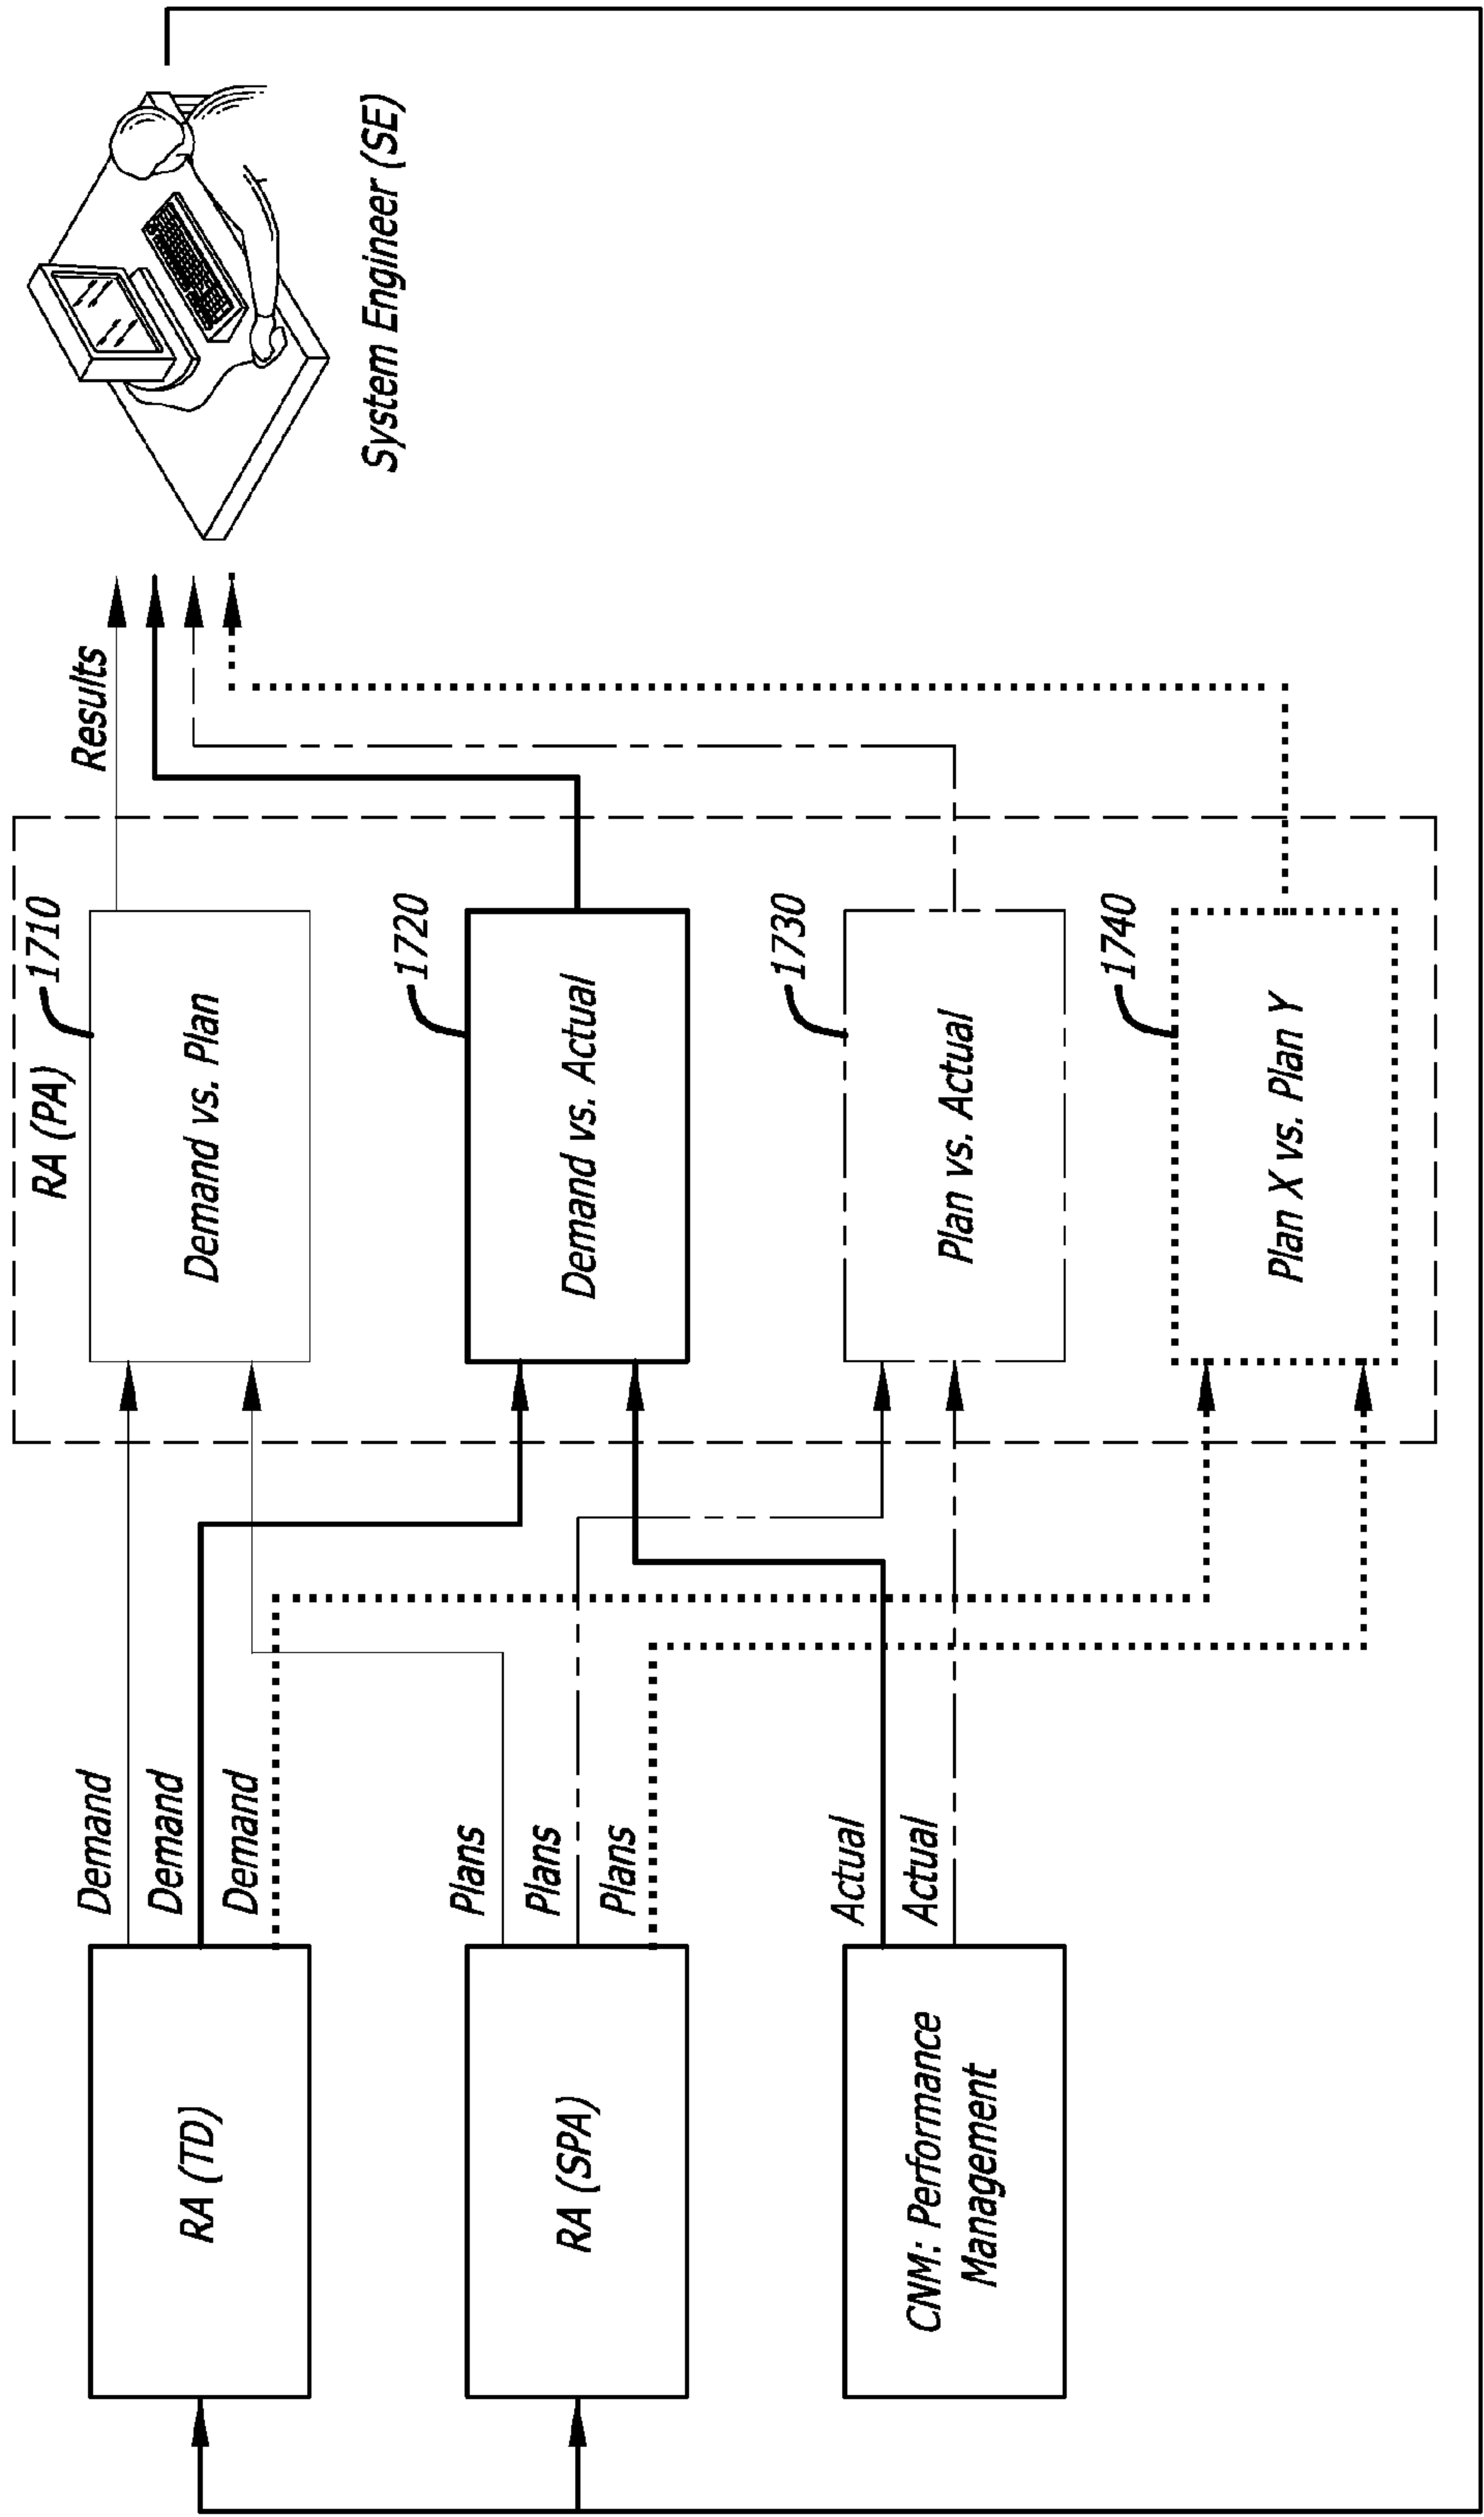 RA (TD)
Demand
Demand
Demand
RA (SPA)
Plans
Plans
Plans
CNM: Performance
Management
Actual
Actual
RA (PA)
1710
Demand vs. Plan
1720
Demand vs. Actual
1730
Plan vs. Actual
1740
Plan X vs. Plan Y
Results
System Engineer (SE)